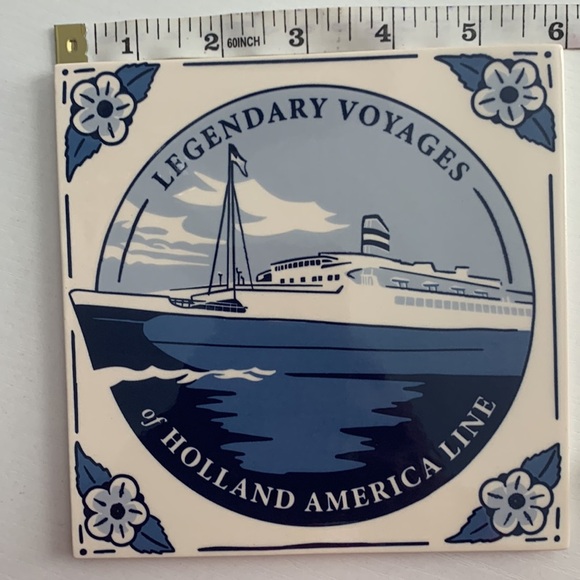 1 2 60INCH 3 4 5 6
LEGENDARY VOYAGES
of HOLLAND AMERICA LINE